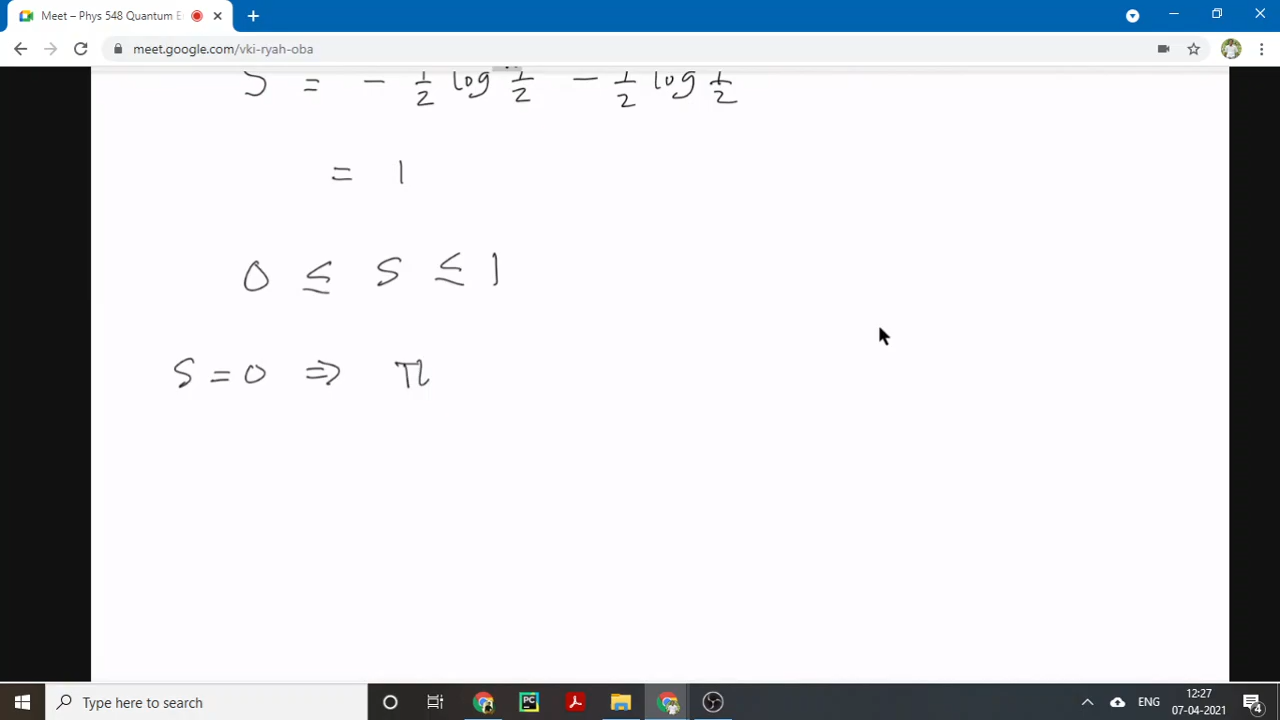 Meet – Phys 548 Quantum E
meet.google.com/vki-ryah-oba
S = - 1/2 log 1/2 - 1/2 log 1/2
= 1
0 ≤ S ≤ 1
S = 0 ⇒
Type here to search
PC
ENG
12:27
07-04-2021
4